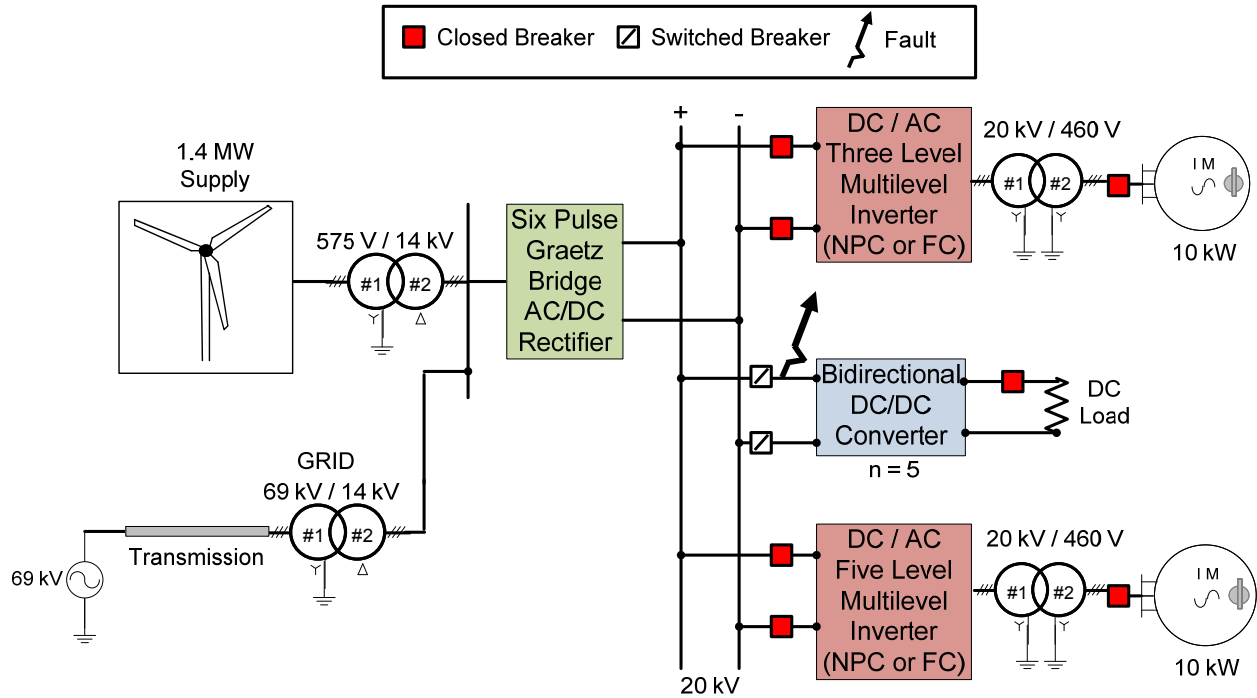 Closed Breaker
Switched Breaker
Fault
1.4 MW
Supply
575 V / 14 kV
#1
#2
Y
Δ
Six Pulse
Graetz
Bridge
AC/DC
Rectifier
+
-
DC / AC
Three Level
Multilevel
Inverter
(NPC or FC)
20 kV / 460 V
#1
#2
Y
Y
I M
10 kW
Bidirectional
DC/DC
Converter
n = 5
DC
Load
GRID
69 kV / 14 kV
#1
#2
Y
Δ
Transmission
69 kV
DC / AC
Five Level
Multilevel
Inverter
(NPC or FC)
20 kV / 460 V
#1
#2
Y
Y
I M
10 kW
20 kV